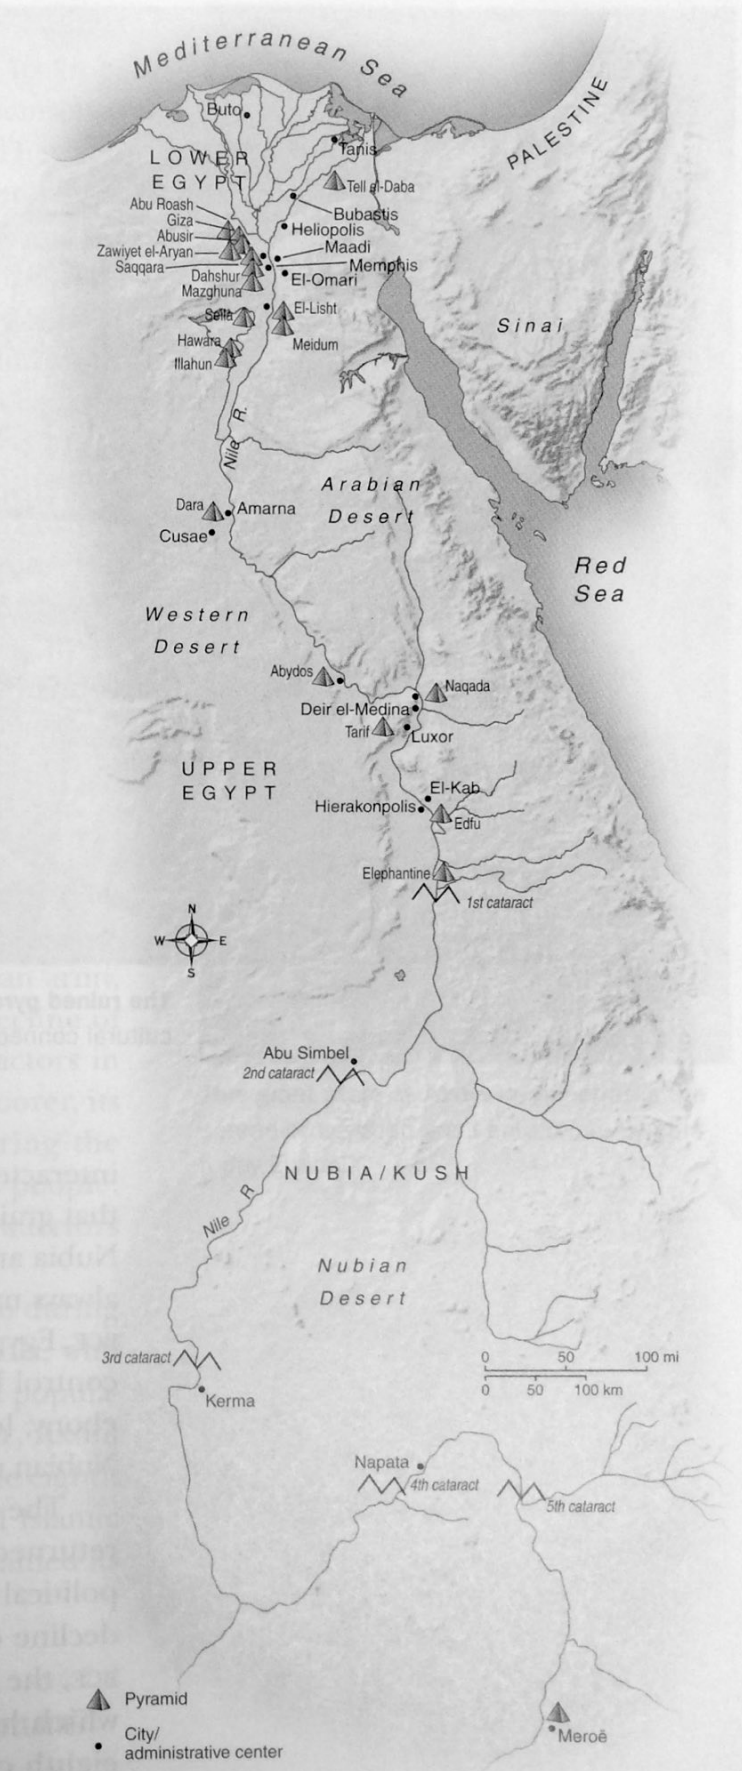 Mediterranean Sea
PALESTINE
Buto
Tanis
LOWER
EGYPT
Tell el-Daba
Abu Roash
Bubastis
Giza
Heliopolis
Abusir
Maadi
Zawiyet el-Aryan
Memphis
Saqqara
Dahshur
El-Omari
Mazghuna
El-Lisht
Seila
Sinai
Hawara
Meidum
Illahun
Nile R.
Arabian
Desert
Dara
Amarna
Cusae
Red
Sea
Western
Desert
Abydos
Naqada
Deir el-Medina
Tarif
Luxor
UPPER
EGYPT
El-Kab
Hierakonpolis
Edfu
Elephantine
1st cataract
N
W
E
S
Abu Simbel
2nd cataract
NUBIA/KUSH
Nile R
Nubian
Desert
3rd cataract
0 50 100 mi
0 50 100 km
Kerma
Napata
4th cataract
5th cataract
Pyramid
City/
administrative center
Meroë